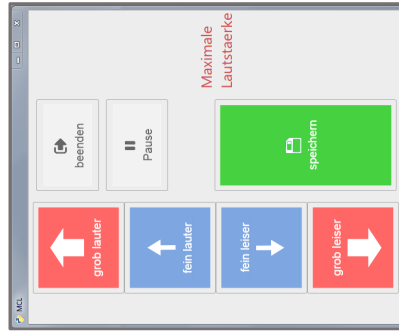 MCL
grob lauter
fein lauter
fein leiser
grob leiser
beenden
Pause
speichern
Maximale
Lautstaerke